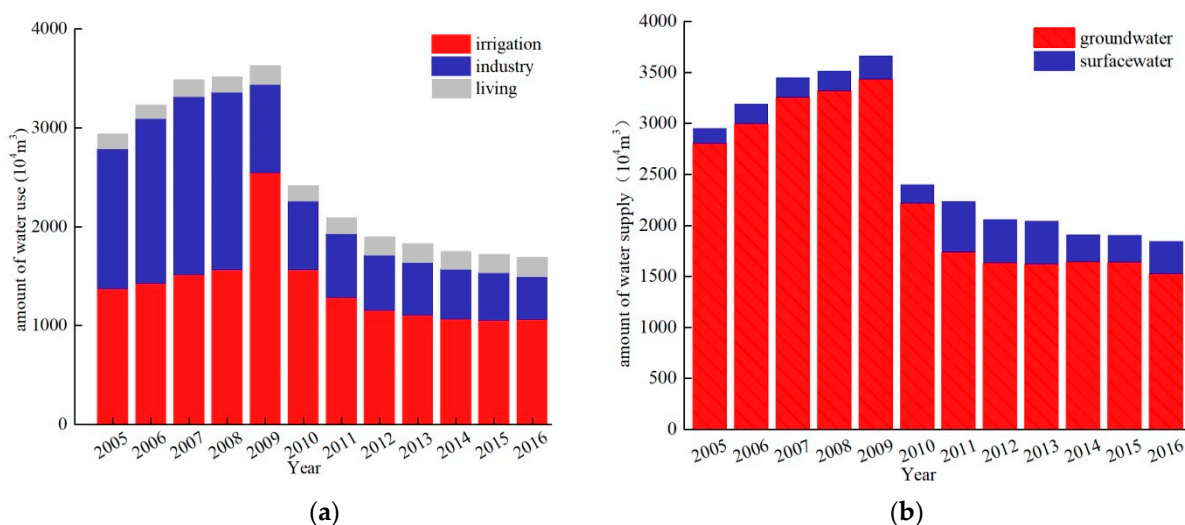 4000
3000
2000
1000
0
amount of water use (10⁴m³)
irrigation
industry
living
2005 2006 2007 2008 2009 2010 2011 2012 2013 2014 2015 2016
Year
(a)
4000
3500
3000
2500
2000
1500
1000
500
0
amount of water supply（10⁴m³）
groundwater
surfacewater
2005 2006 2007 2008 2009 2010 2011 2012 2013 2014 2015 2016
Year
(b)